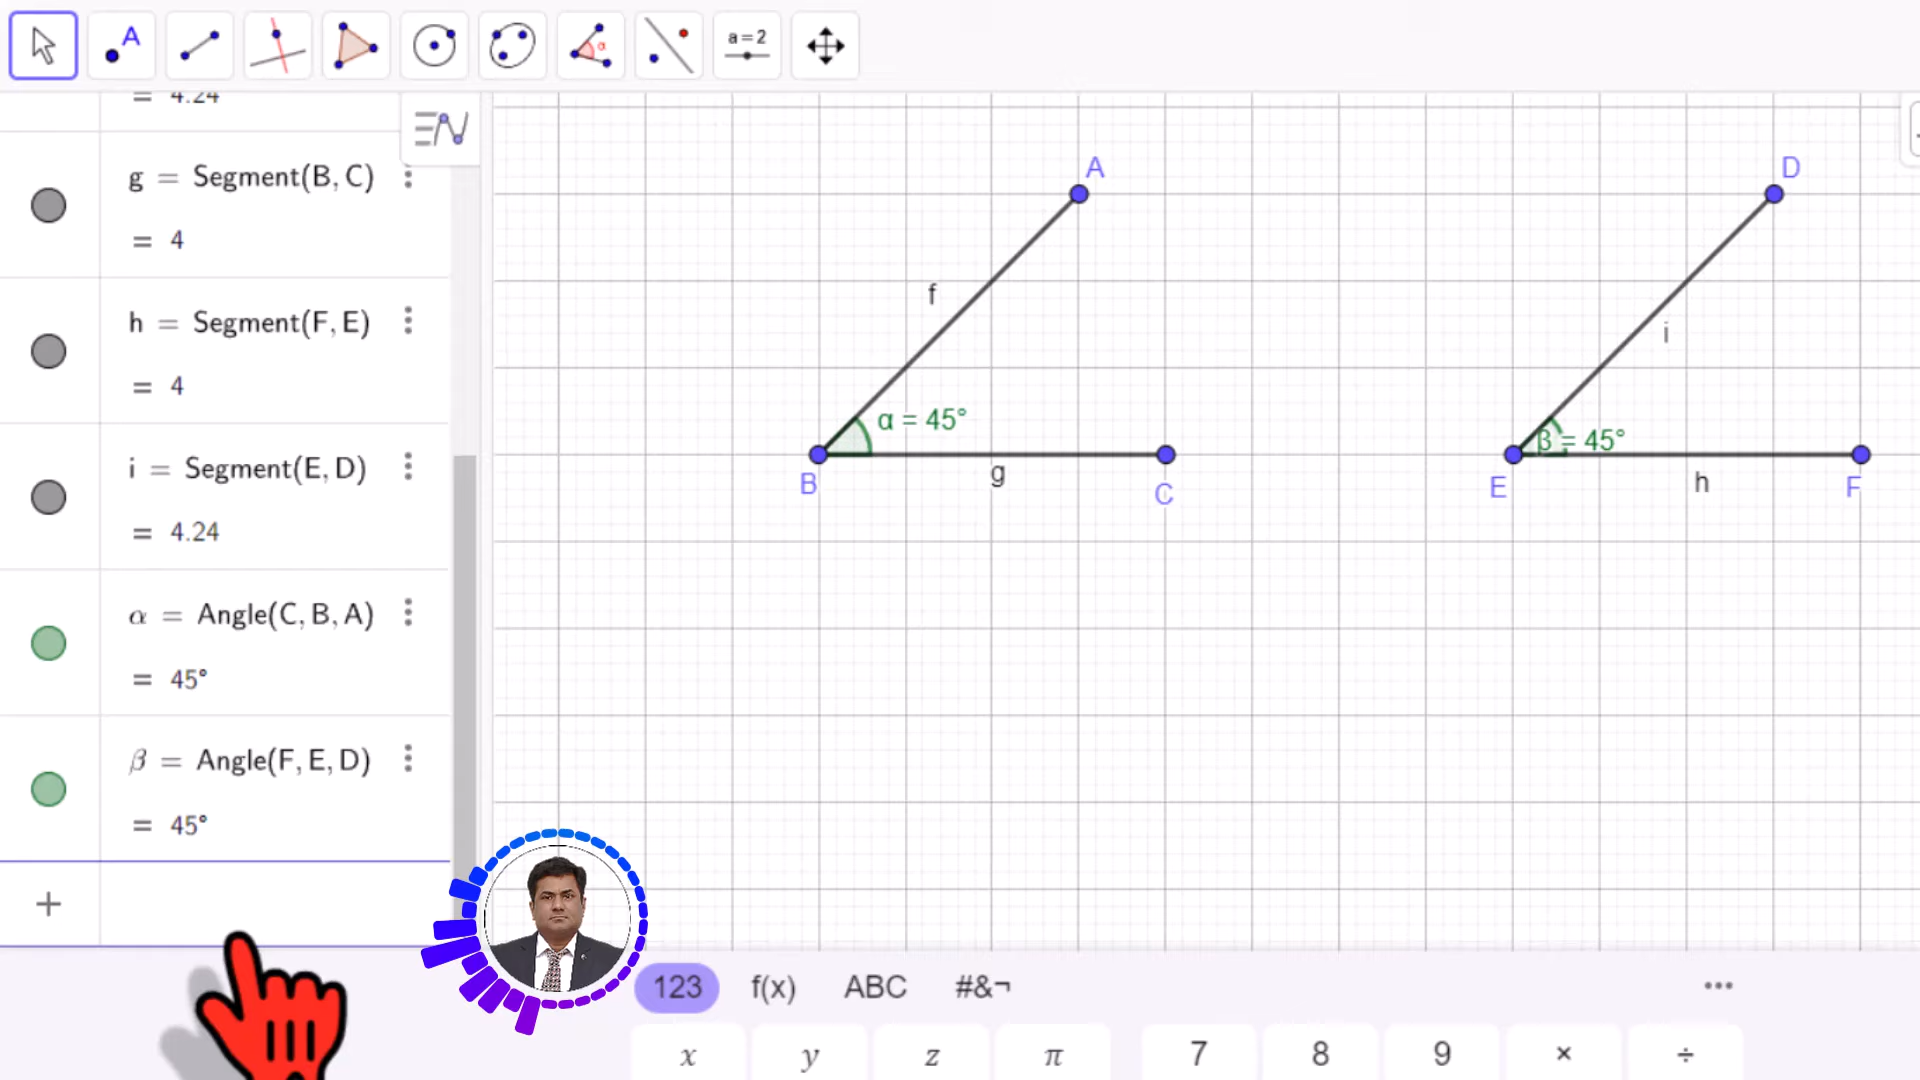 A
α
a = 2
= 4.24
g = Segment(B, C)
= 4
h = Segment(F, E)
= 4
i = Segment(E, D)
= 4.24
α = Angle(C, B, A)
= 45°
β = Angle(F, E, D)
= 45°
+
A
f
α = 45°
B
g
C
D
i
β = 45°
E
h
F
123 f(x) ABC #&¬ •••
x y z π 7 8 9 × ÷